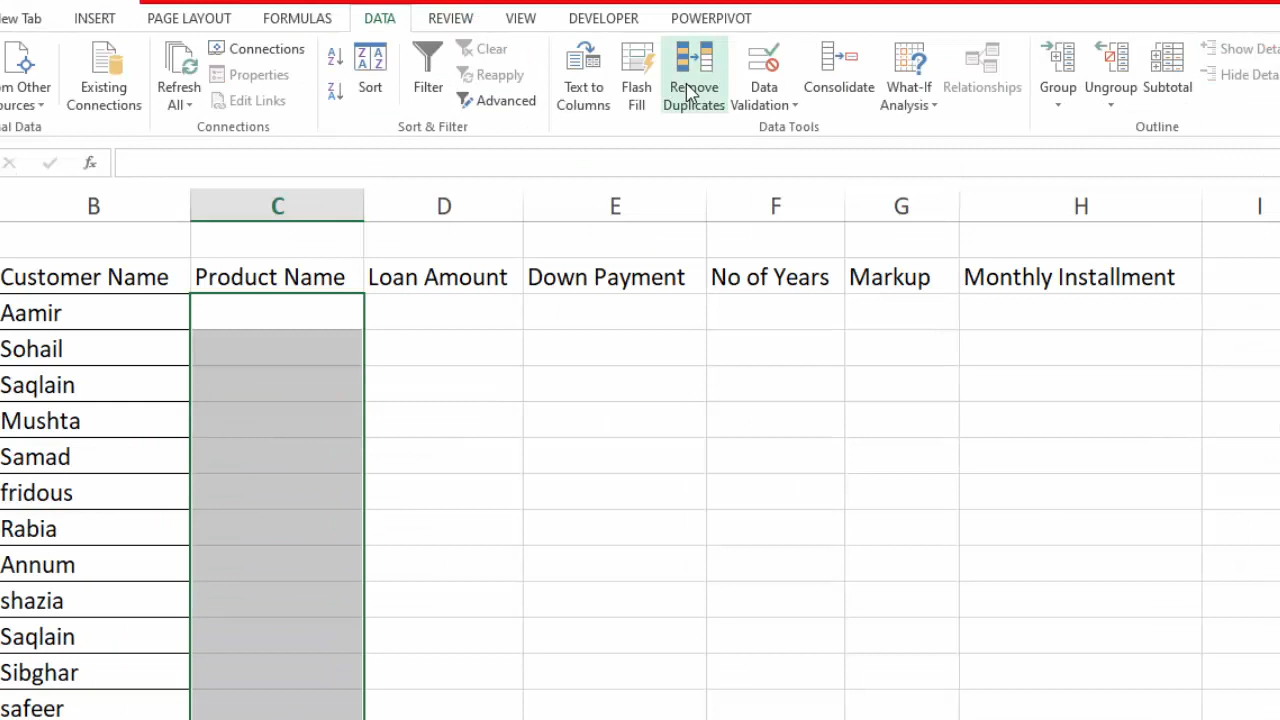 ew Tab INSERT PAGE LAYOUT FORMULAS DATA REVIEW VIEW DEVELOPER POWERPIVOT
om Other
ources
Existing
Connections
Refresh
All
Connections
Properties
Edit Links
Sort
Filter
Clear
Reapply
Advanced
Text to
Columns
Flash
Fill
Remove
Duplicates
Data
Validation
Consolidate
What-If
Analysis
Relationships
Group
Ungroup
Subtotal
Show Deta
Hide Deta
al Data Connections Sort & Filter Data Tools Outline
fx
B C D E F G H I
Customer Name Product Name Loan Amount Down Payment No of Years Markup Monthly Installment
Aamir
Sohail
Saqlain
Mushta
Samad
fridous
Rabia
Annum
shazia
Saqlain
Sibghar
safeer